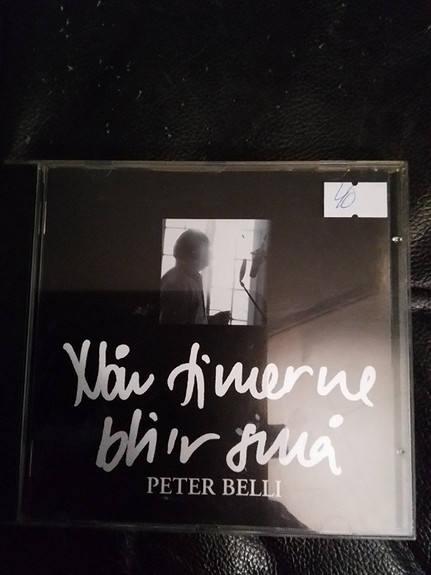 40
Når timerne
bli'r små
PETER BELLI